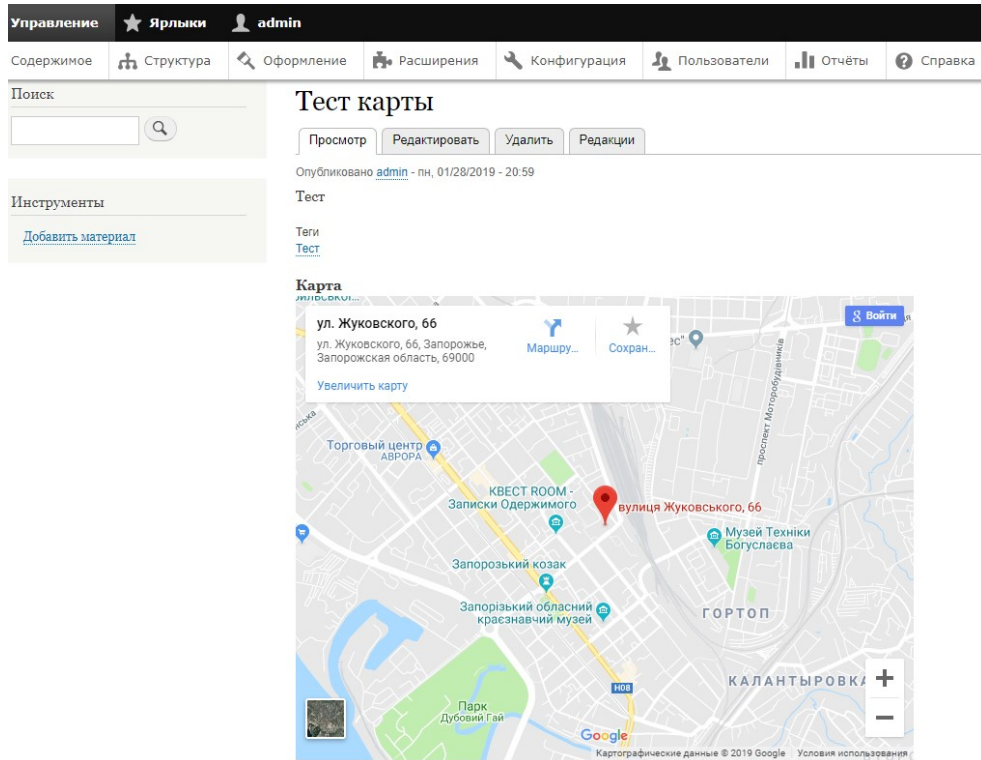 Управление Ярлыки admin
Содержимое Структура Оформление Расширения Конфигурация Пользователи Отчёты Справка
Поиск
Инструменты
Добавить материал
Тест карты
Просмотр Редактировать Удалить Редакции
Опубликовано admin - пн, 01/28/2019 - 20:59
Тест
Теги
Тест
Карта
ул. Жуковского, 66
ул. Жуковского, 66, Запорожье,
Запорожская область, 69000
Маршру...
Сохран...
Увеличить карту
Войти
проспект Моторобудівників
Торговый центр
АВРОРА
КВЕСТ ROOM -
Записки Одержимого
вулиця Жуковського, 66
Музей Техніки
Богуслаєва
Запорозький козак
Запорізький обласний
краєзнавчий музей
ГОРТОП
КАЛАНТЫРОВКА
Н08
Парк
Дубовий Гай
Google
Картографические данные © 2019 Google Условия использования